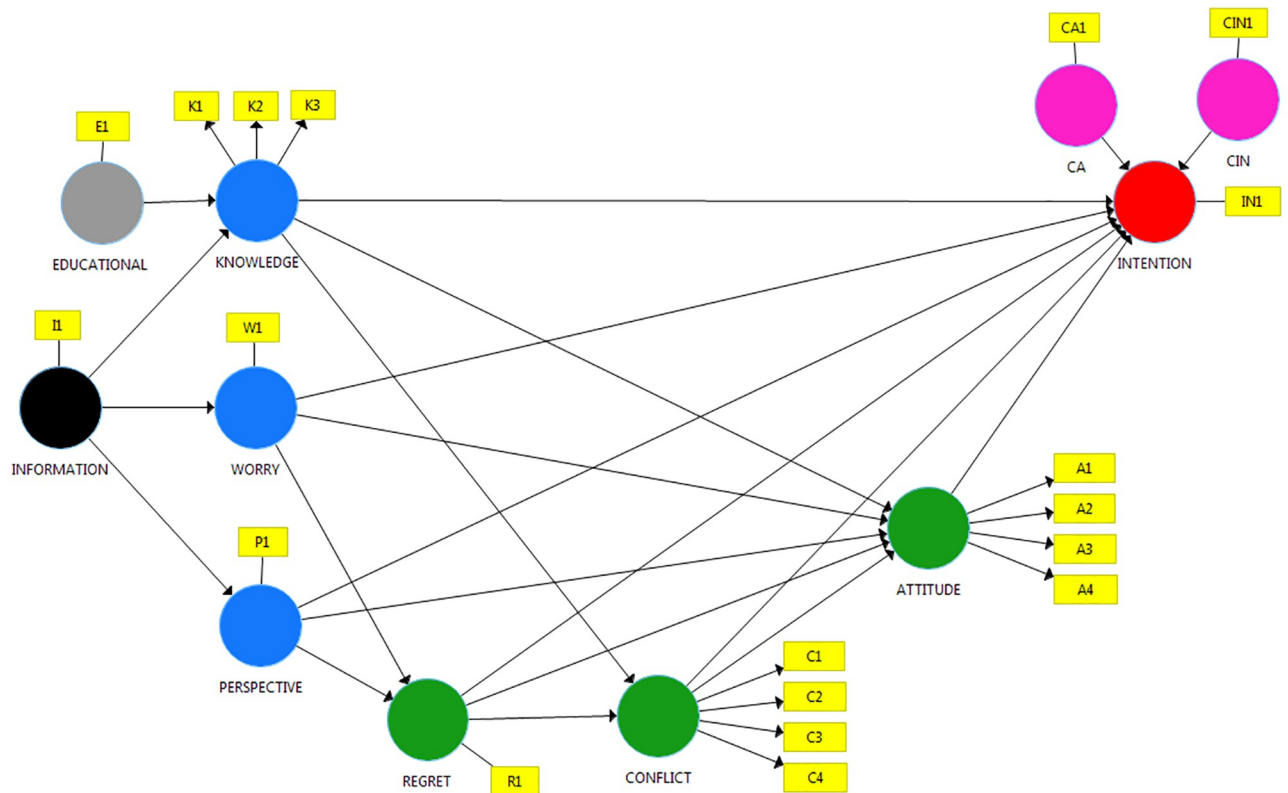 CA1
CIN1
K1
K2
K3
E1
CA
CIN
IN1
EDUCATIONAL
KNOWLEDGE
INTENTION
I1
W1
INFORMATION
WORRY
A1
A2
A3
A4
P1
ATTITUDE
PERSPECTIVE
C1
C2
C3
C4
REGRET
R1
CONFLICT